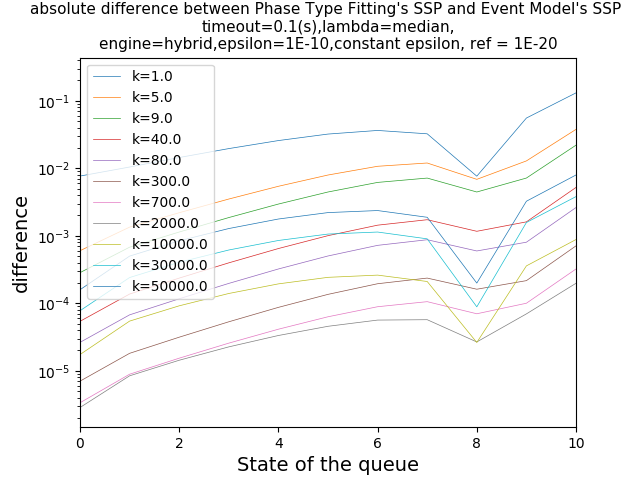 absolute difference between Phase Type Fitting's SSP and Event Model's SSP
timeout=0.1(s),lambda=median,
engine=hybrid,epsilon=1E-10,constant epsilon, ref = 1E-20
k=1.0
k=5.0
k=9.0
k=40.0
k=80.0
k=300.0
k=700.0
k=2000.0
k=10000.0
k=30000.0
k=50000.0
difference
10⁻¹
10⁻²
10⁻³
10⁻⁴
10⁻⁵
0 2 4 6 8 10
State of the queue